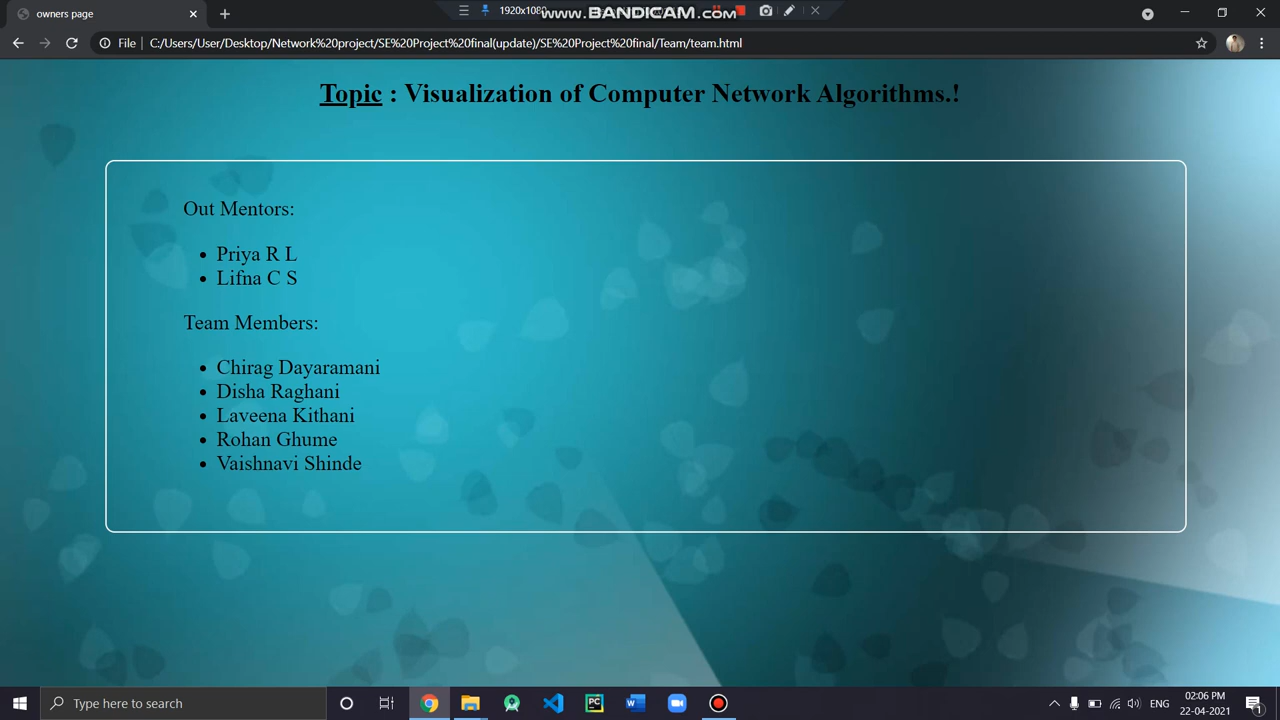 owners page
1920x1080
www.BANDICAM.com
File
C:/Users/User/Desktop/Network%20project/SE%20Project%20final(update)/SE%20Project%20final/Team/team.html
Topic : Visualization of Computer Network Algorithms.!
Out Mentors:
Priya R L
Lifna C S
Team Members:
Chirag Dayaramani
Disha Raghani
Laveena Kithani
Rohan Ghume
Vaishnavi Shinde
Type here to search
PC
W
ENG
02:06 PM
22-04-2021
1